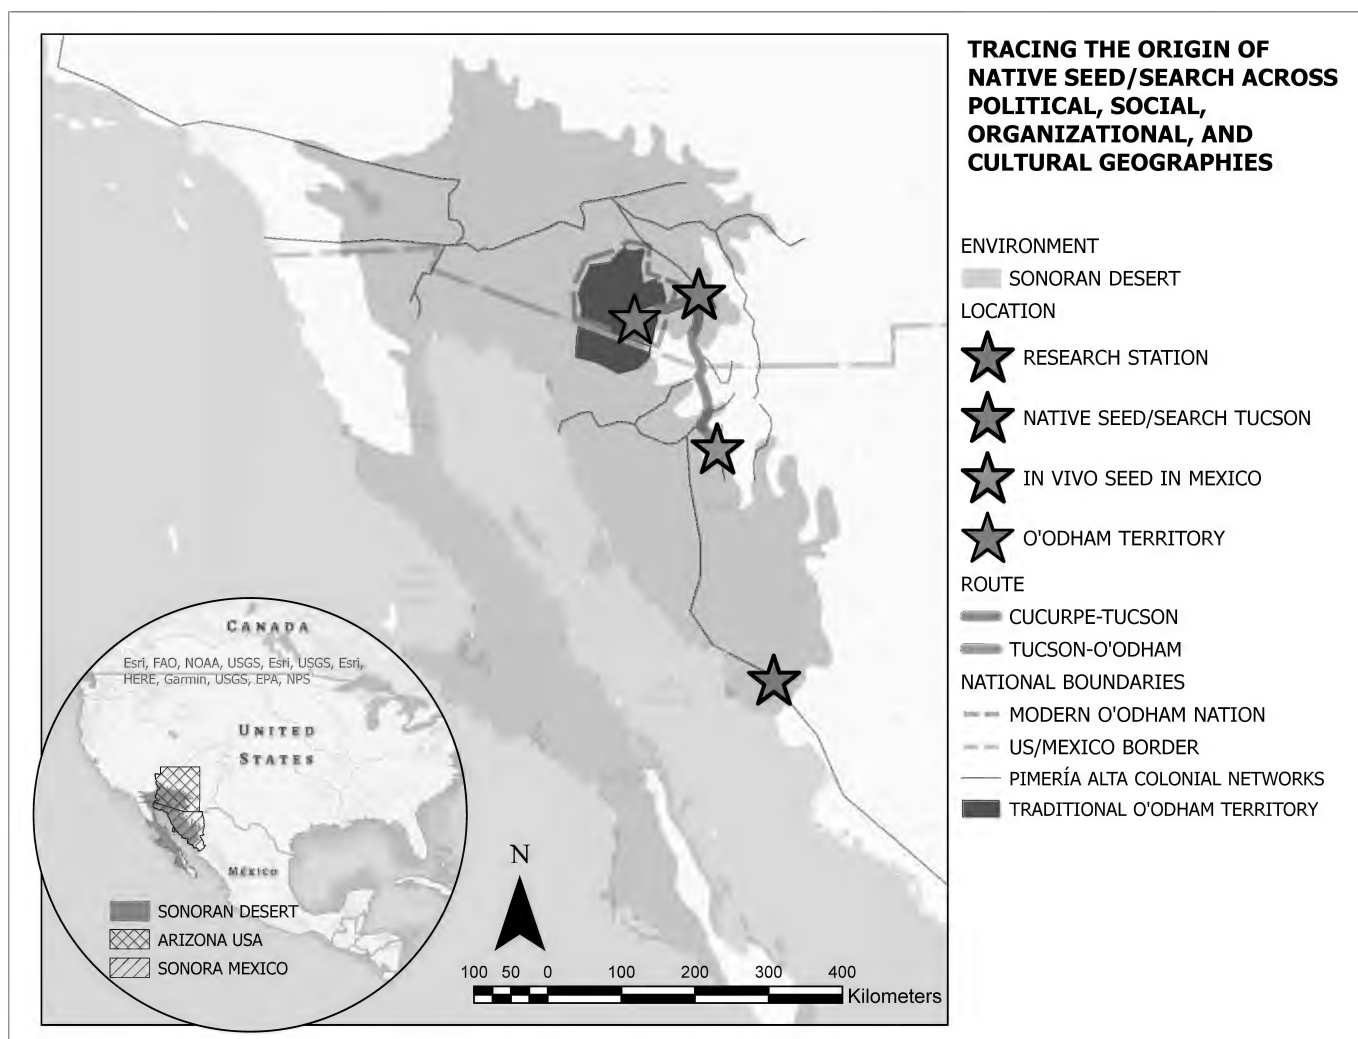 TRACING THE ORIGIN OF
NATIVE SEED/SEARCH ACROSS
POLITICAL, SOCIAL,
ORGANIZATIONAL, AND
CULTURAL GEOGRAPHIES
ENVIRONMENT
SONORAN DESERT
LOCATION
RESEARCH STATION
NATIVE SEED/SEARCH TUCSON
IN VIVO SEED IN MEXICO
O'ODHAM TERRITORY
ROUTE
CUCURPE-TUCSON
TUCSON-O'ODHAM
NATIONAL BOUNDARIES
MODERN O'ODHAM NATION
US/MEXICO BORDER
PIMERÍA ALTA COLONIAL NETWORKS
TRADITIONAL O'ODHAM TERRITORY
CANADA
Esri, FAO, NOAA, USGS, Esri, USGS, Esri,
HERE, Garmin, USGS, EPA, NPS
UNITED
STATES
MÉXICO
SONORAN DESERT
ARIZONA USA
SONORA MEXICO
N
100 50 0 100 200 300 400
Kilometers